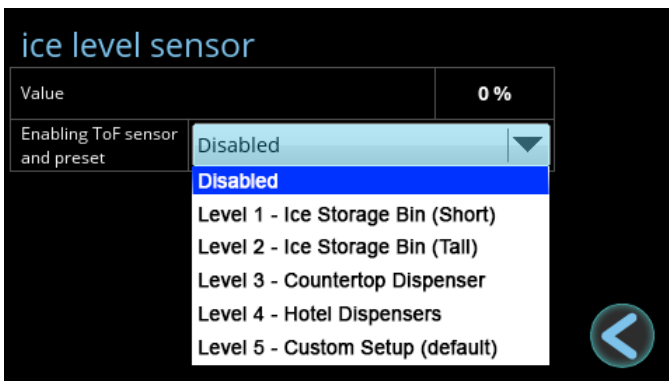 ice level sensor
Value 0 %
Enabling ToF sensor
and preset
Disabled
Disabled
Level 1 - Ice Storage Bin (Short)
Level 2 - Ice Storage Bin (Tall)
Level 3 - Countertop Dispenser
Level 4 - Hotel Dispensers
Level 5 - Custom Setup (default)